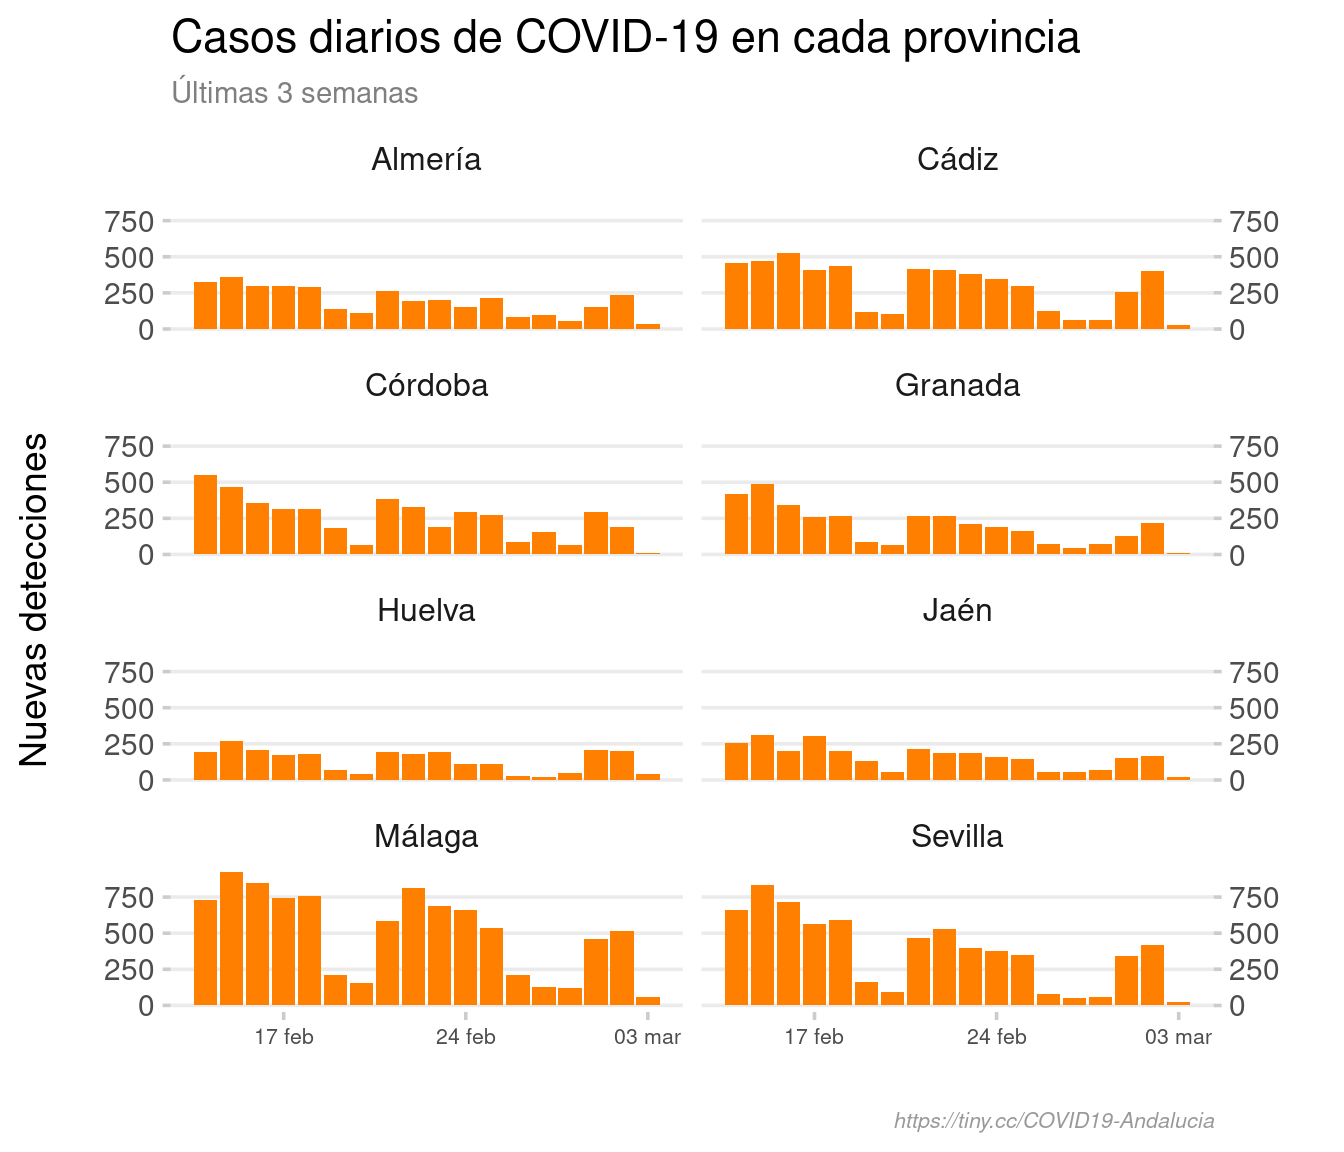 Casos diarios de COVID-19 en cada provincia
Últimas 3 semanas
Nuevas detecciones
Almería
Cádiz
750
500
250
0
750
500
250
0
Córdoba
Granada
750
500
250
0
750
500
250
0
Huelva
Jaén
750
500
250
0
750
500
250
0
Málaga
Sevilla
750
500
250
0
750
500
250
0
17 feb
24 feb
03 mar
17 feb
24 feb
03 mar
https://tiny.cc/COVID19-Andalucia